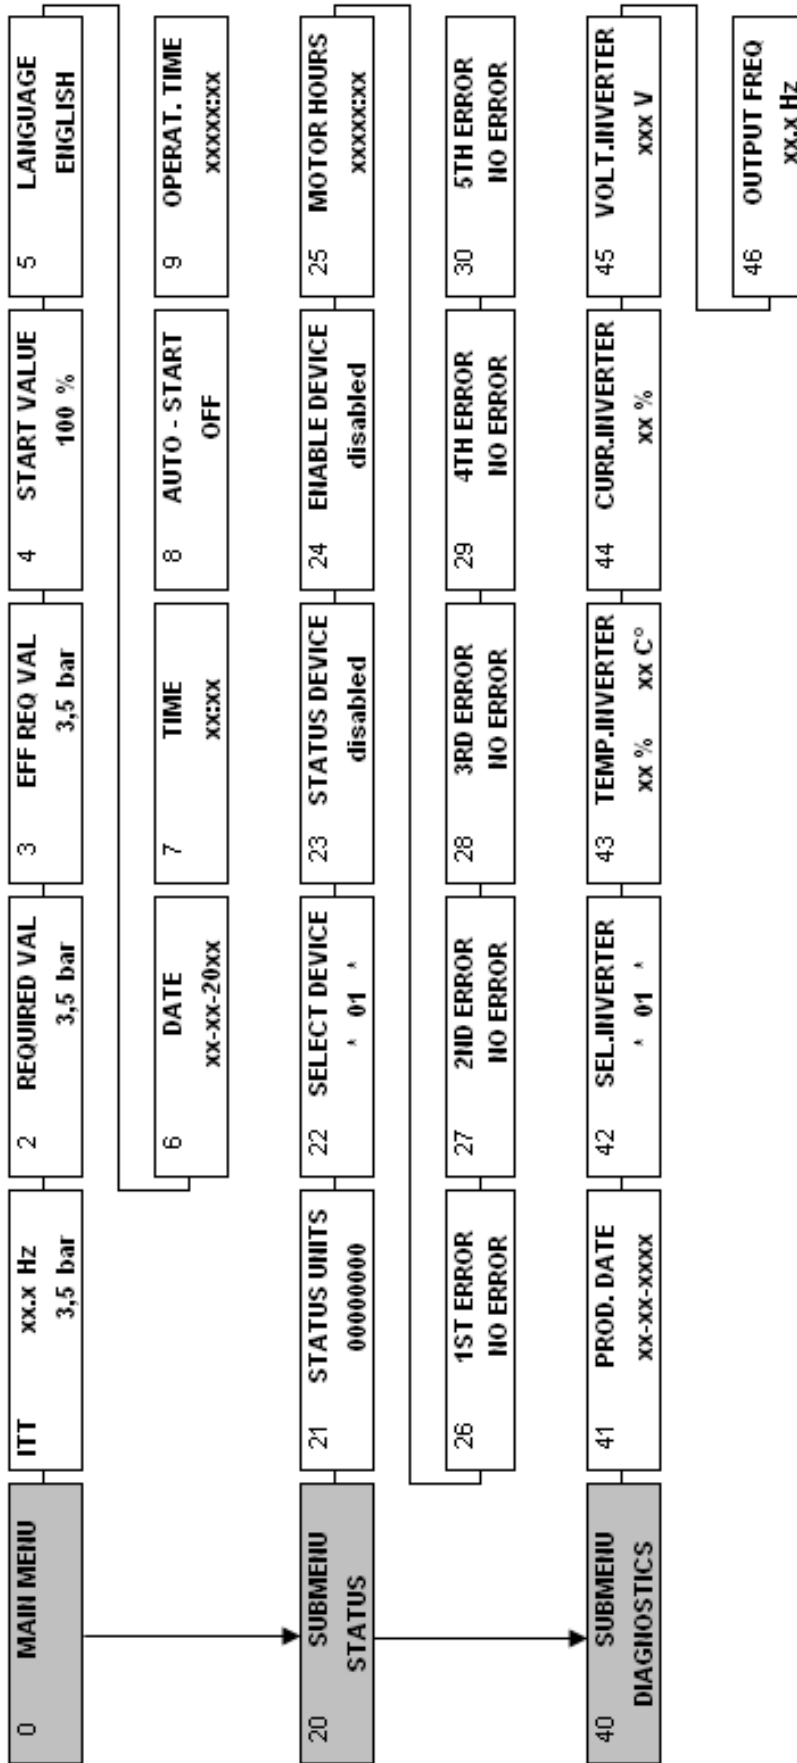 0 MAIN MENU
ITT xx.x Hz
3,5 bar
2 REQUIRED VAL
3,5 bar
3 EFF REQ VAL
3,5 bar
4 START VALUE
100 %
5 LANGUAGE
ENGLISH
6 DATE
xx-xx-20xx
7 TIME
xx:xx
8 AUTO - START
OFF
9 OPERAT. TIME
xxxxx:xx
20 SUBMENU
STATUS
21 STATUS UNITS
00000000
22 SELECT DEVICE
* 01 *
23 STATUS DEVICE
disabled
24 ENABLE DEVICE
disabled
25 MOTOR HOURS
xxxxx:xx
26 1ST ERROR
NO ERROR
27 2ND ERROR
NO ERROR
28 3RD ERROR
NO ERROR
29 4TH ERROR
NO ERROR
30 5TH ERROR
NO ERROR
40 SUBMENU
DIAGNOSTICS
41 PROD. DATE
xx-xx-xxxx
42 SEL.INVERTER
* 01 *
43 TEMP.INVERTER
xx % xx C°
44 CURR.INVERTER
xx %
45 VOLT.INVERTER
xxx V
46 OUTPUT FREQ
xx.x Hz